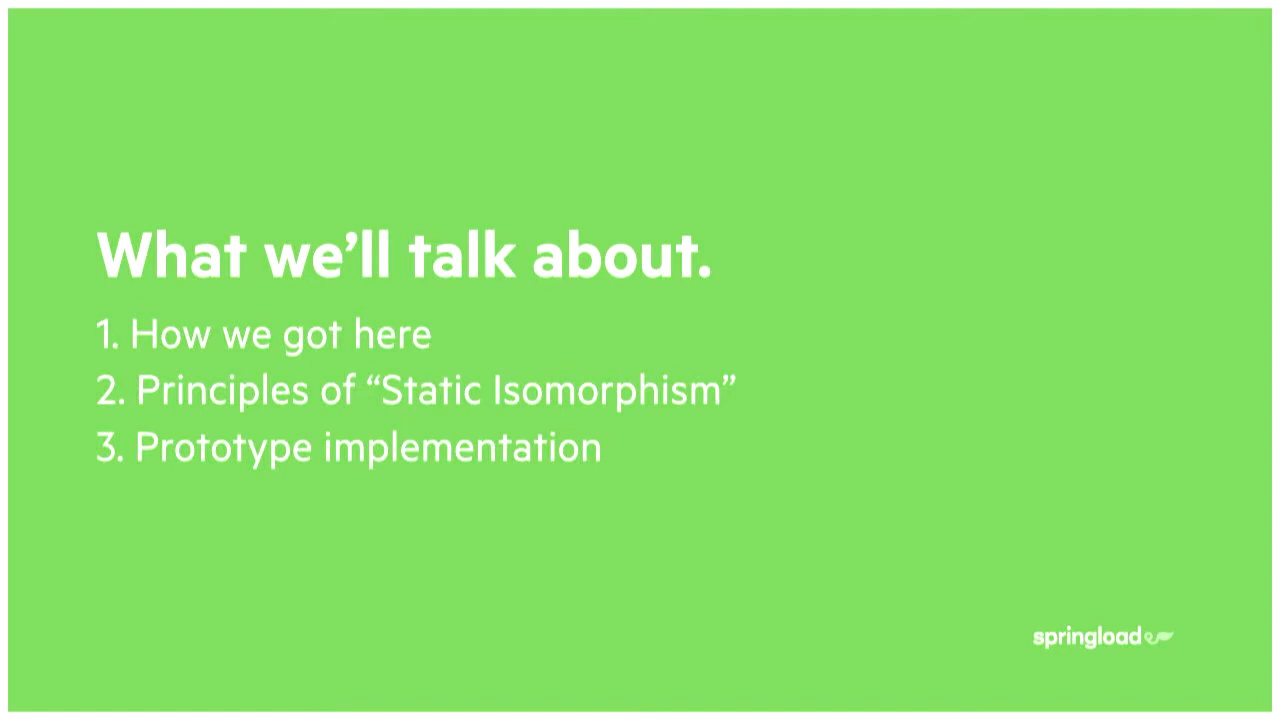 What we’ll talk about.
1. How we got here
2. Principles of “Static Isomorphism”
3. Prototype implementation
springload